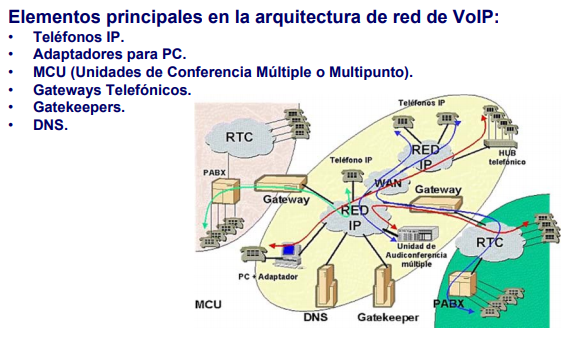 Elementos principales en la arquitectura de red de VoIP:
• Teléfonos IP.
• Adaptadores para PC.
• MCU (Unidades de Conferencia Múltiple o Multipunto).
• Gateways Telefónicos.
• Gatekeepers.
• DNS.
Teléfonos IP
RTC
RED
IP
HUB
telefónico
PABX
Teléfono IP
WAN
Gateway
Gateway
RED
IP
RTC
Unidad de
Audiconferencia
múltiple
PC + Adaptador
PABX
MCU
DNS
Gatekeeper